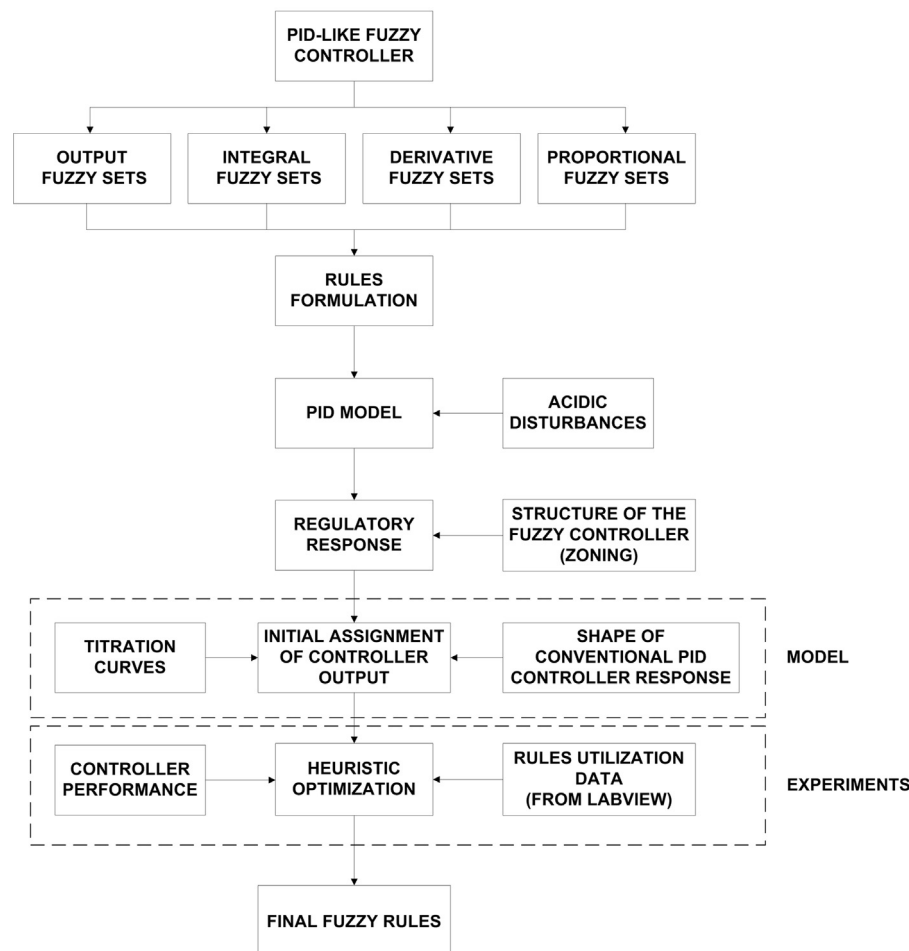 PID-LIKE FUZZY
CONTROLLER
OUTPUT
FUZZY SETS
INTEGRAL
FUZZY SETS
DERIVATIVE
FUZZY SETS
PROPORTIONAL
FUZZY SETS
RULES
FORMULATION
PID MODEL
ACIDIC
DISTURBANCES
REGULATORY
RESPONSE
STRUCTURE OF THE
FUZZY CONTROLLER
(ZONING)
TITRATION
CURVES
INITIAL ASSIGNMENT
OF CONTROLLER
OUTPUT
SHAPE OF
CONVENTIONAL PID
CONTROLLER RESPONSE
MODEL
CONTROLLER
PERFORMANCE
HEURISTIC
OPTIMIZATION
RULES UTILIZATION
DATA
(FROM LABVIEW)
EXPERIMENTS
FINAL FUZZY RULES